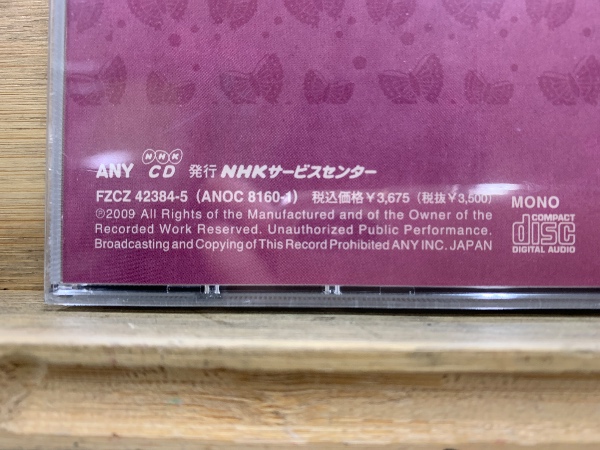 ANY NHK CD 発行 NHKサービスセンター
FZCZ 42384-5 (ANOC 8160-1) 税込価格¥3,675 (税抜¥3,500) MONO
℗2009 All Rights of the Manufactured and of the Owner of the
Recorded Work Reserved. Unauthorized Public Performance.
Broadcasting and Copying of This Record Prohibited ANY INC. JAPAN
COMPACT
disc
DIGITAL AUDIO